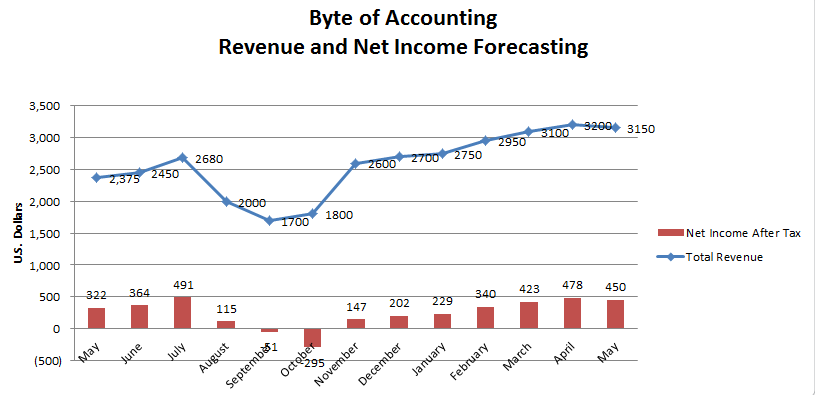 Byte of Accounting
Revenue and Net Income Forecasting
3,500
3,000
2,500
2,000
1,500
1,000
500
0
(500)
U.S. Dollars
2,375
2450
2680
2000
1700
1800
2600
2700
2750
2950
3100
3200
3150
322
364
491
115
-51
-295
147
202
229
340
423
478
450
May
June
July
August
September
October
November
December
January
February
March
April
May
Net Income After Tax
Total Revenue